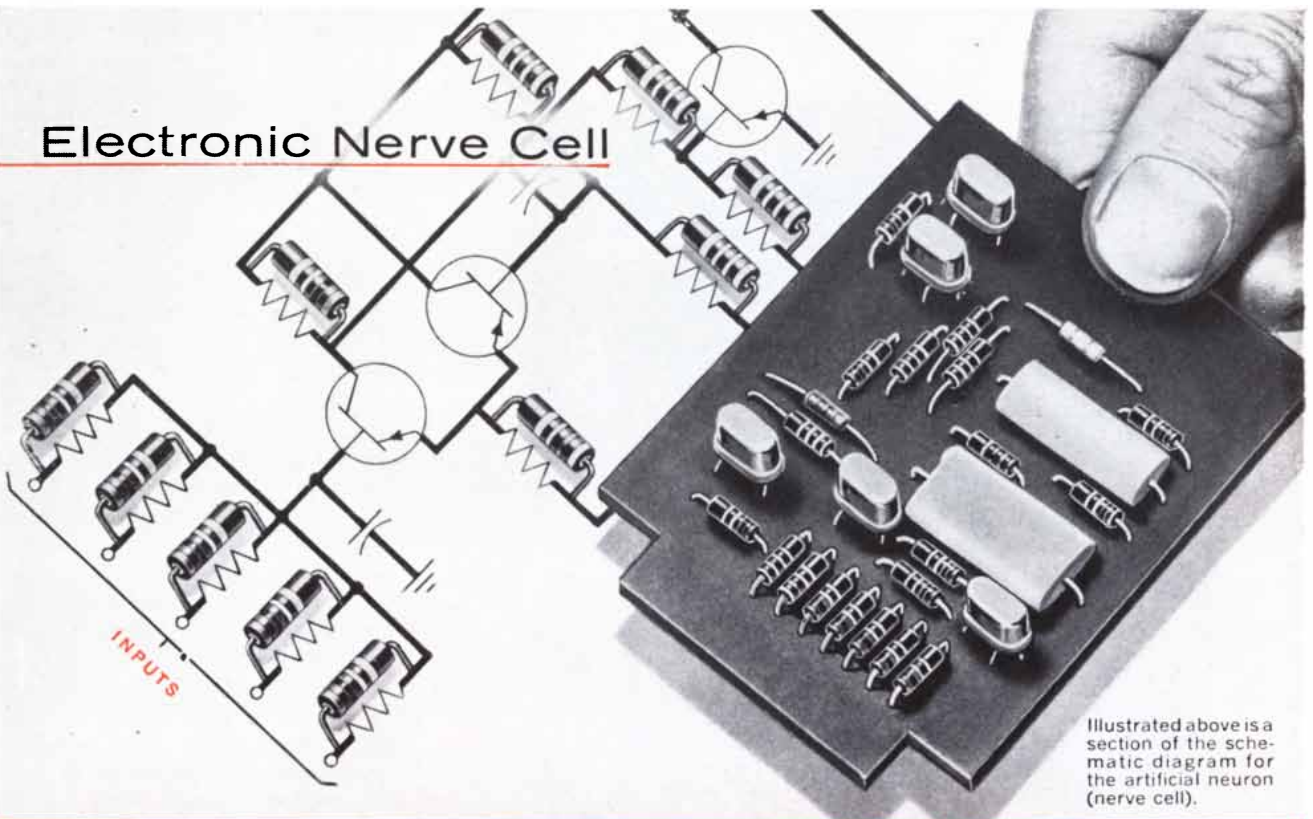 Electronic Nerve Cell
INPUTS
Illustrated above is a
section of the sche-
matic diagram for
the artificial neuron
(nerve cell).